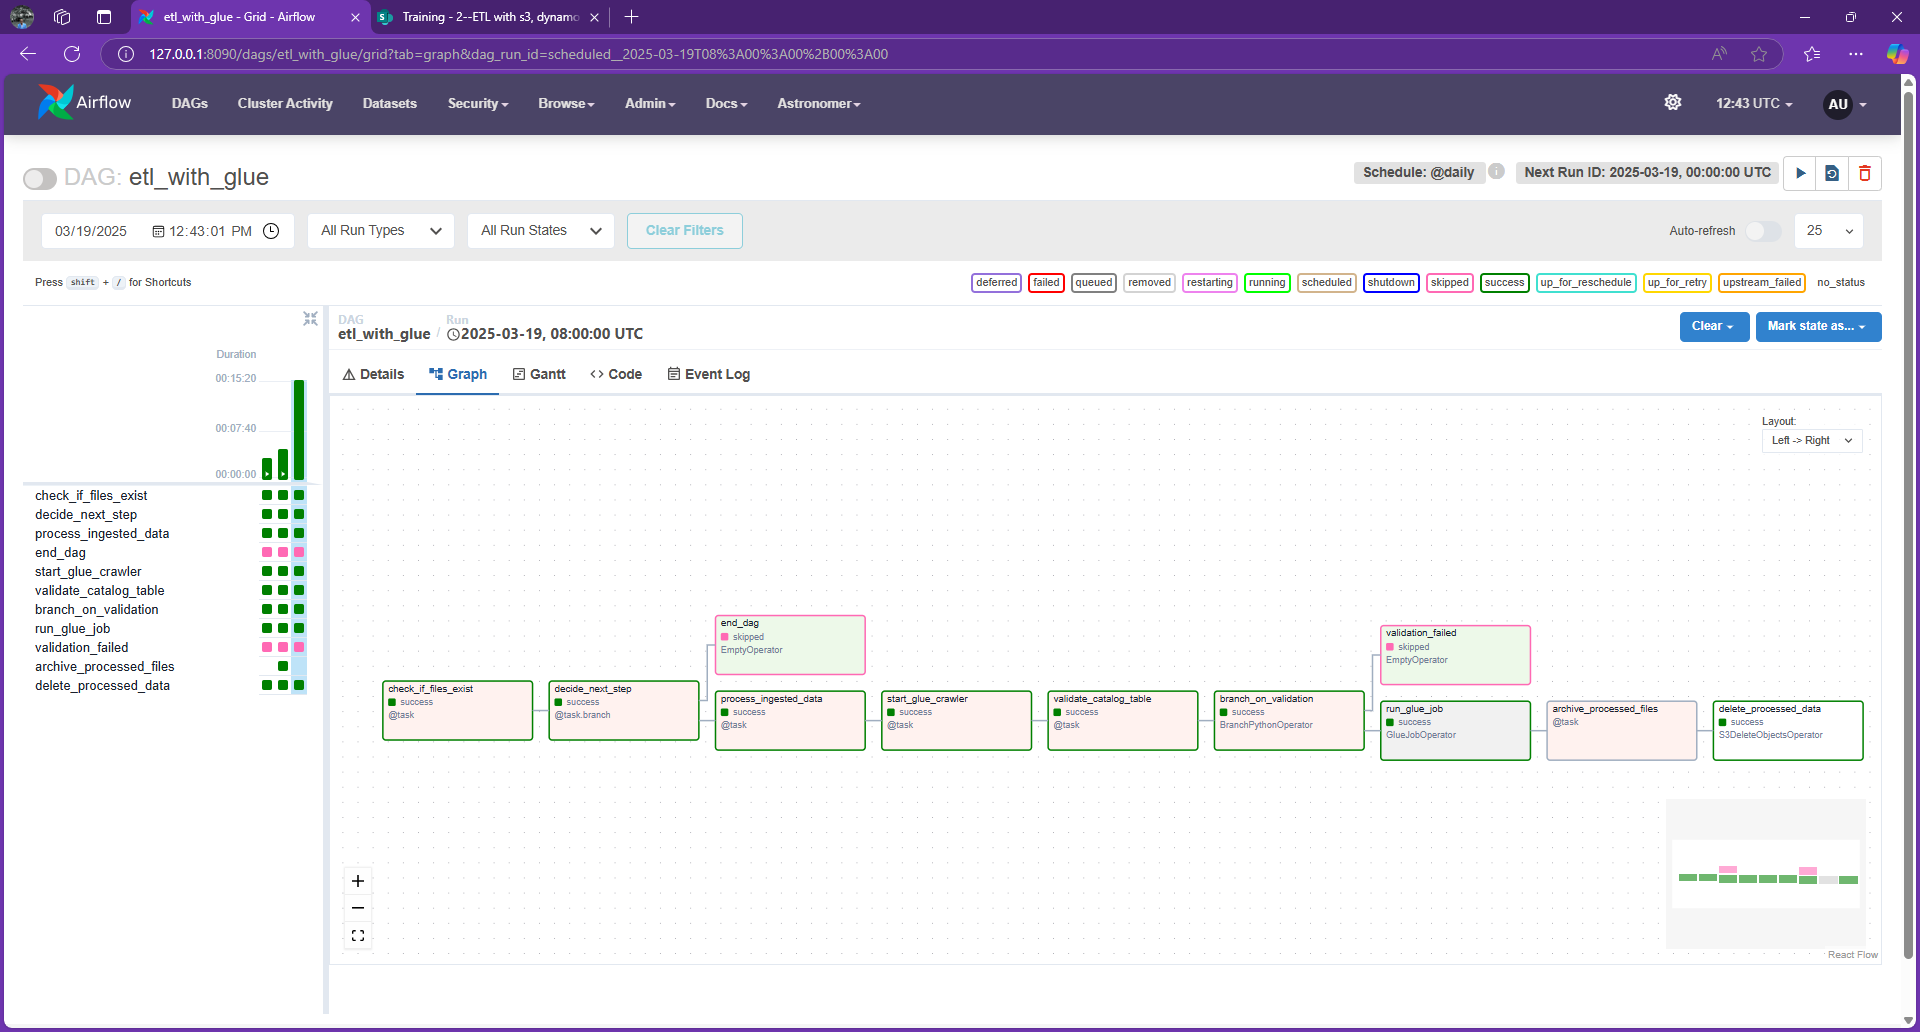 etl_with_glue - Grid - Airflow
Training - 2--ETL with s3, dynamo
127.0.0.1:8090/dags/etl_with_glue/grid?tab=graph&dag_run_id=scheduled__2025-03-19T08%3A00%3A00%2B00%3A00
Airflow DAGs Cluster Activity Datasets Security Browse Admin Docs Astronomer 12:43 UTC AU
DAG: etl_with_glue
Schedule: @daily Next Run ID: 2025-03-19, 00:00:00 UTC
03/19/2025 12:43:01 PM All Run Types All Run States Clear Filters Auto-refresh 25
Press shift + / for Shortcuts
deferred failed queued removed restarting running scheduled shutdown skipped success up_for_reschedule up_for_retry upstream_failed no_status
DAG Run
etl_with_glue / 2025-03-19, 08:00:00 UTC
Clear Mark state as...
Details Graph Gantt Code Event Log
Duration
00:15:20
00:07:40
00:00:00
check_if_files_exist
decide_next_step
process_ingested_data
end_dag
start_glue_crawler
validate_catalog_table
branch_on_validation
run_glue_job
validation_failed
archive_processed_files
delete_processed_data
Layout:
Left -> Right
end_dag
skipped
EmptyOperator
validation_failed
skipped
EmptyOperator
check_if_files_exist
success
@task
decide_next_step
success
@task.branch
process_ingested_data
success
@task
start_glue_crawler
success
@task
validate_catalog_table
success
@task
branch_on_validation
success
BranchPythonOperator
run_glue_job
success
GlueJobOperator
archive_processed_files
@task
delete_processed_data
success
S3DeleteObjectsOperator
React Flow